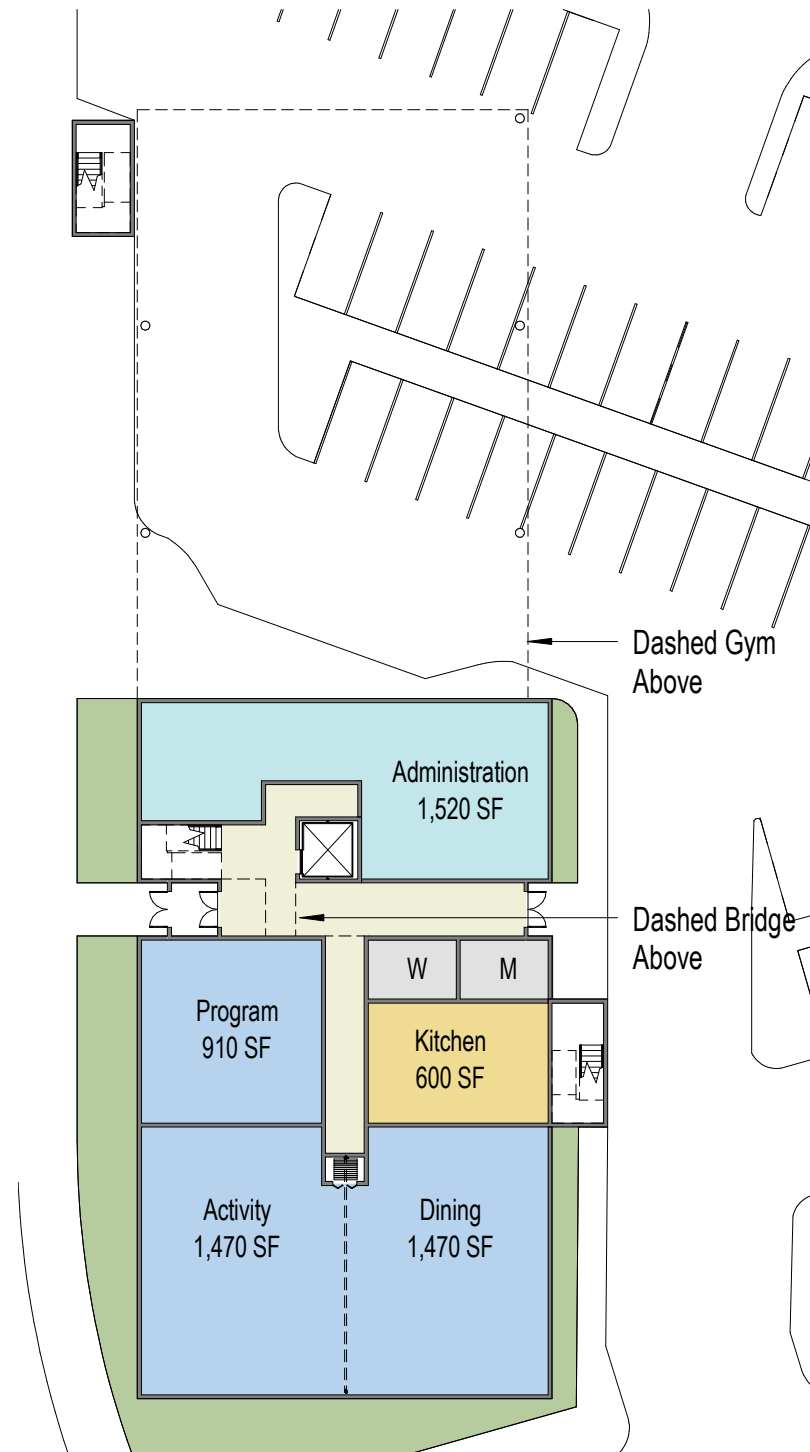 Dashed Gym
Above
Administration
1,520 SF
Dashed Bridge
Above
W
M
Program
910 SF
Kitchen
600 SF
Activity
1,470 SF
Dining
1,470 SF